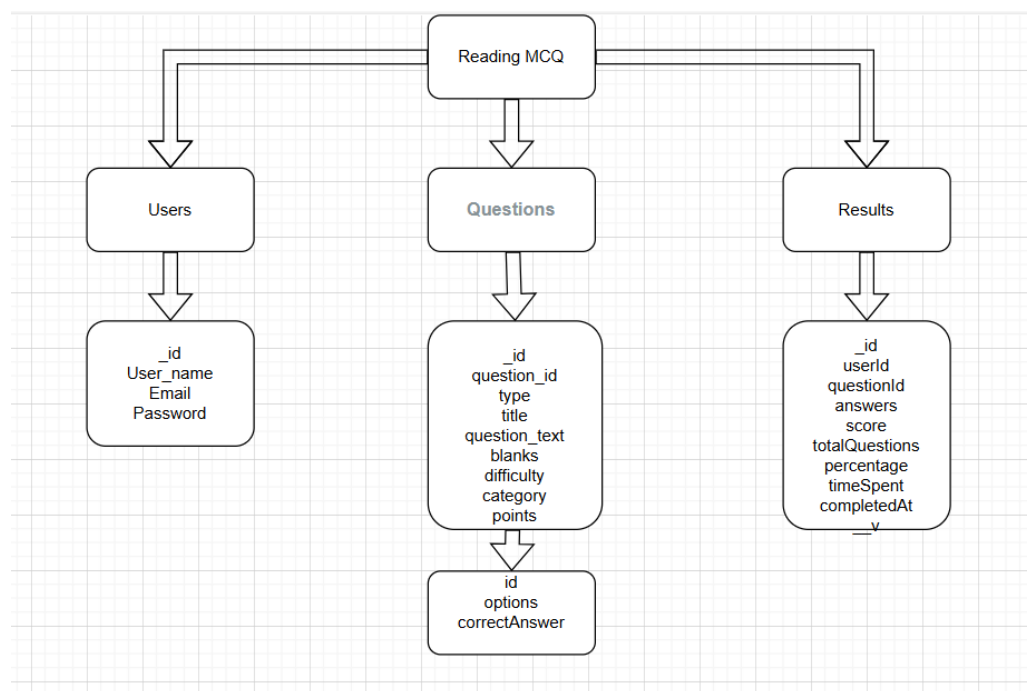 Reading MCQ
Users
Questions
Results
_id
User_name
Email
Password
_id
question_id
type
title
question_text
blanks
difficulty
category
points
_id
userId
questionId
answers
score
totalQuestions
percentage
timeSpent
completedAt
__v
id
options
correctAnswer